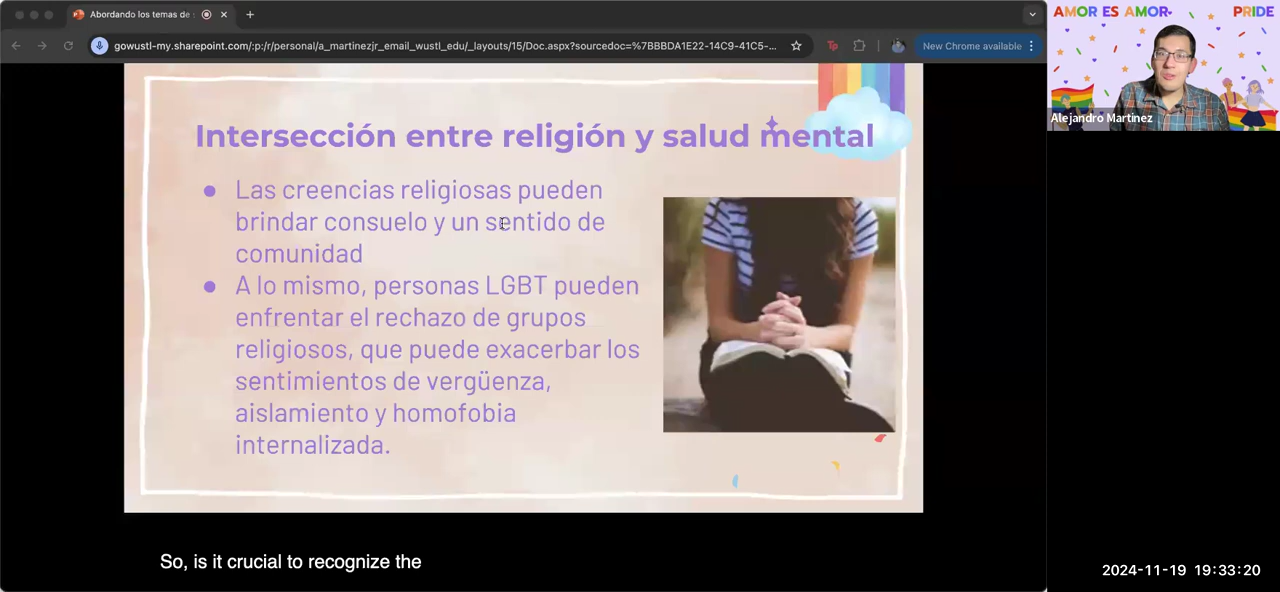 Abordando los temas de
gowustl-my.sharepoint.com/:p:/r/personal/a_martinezjr_email_wustl_edu/_layouts/15/Doc.aspx?sourcedoc=%7BBBDA1E22-14C9-41C5-...
Tp
New Chrome available
AMOR ES AMOR
PRIDE
Alejandro Martinez
Intersección entre religión y salud mental
● Las creencias religiosas pueden
brindar consuelo y un sentido de
comunidad
● A lo mismo, personas LGBT pueden
enfrentar el rechazo de grupos
religiosos, que puede exacerbar los
sentimientos de vergüenza,
aislamiento y homofobia
internalizada.
So, is it crucial to recognize the
2024-11-19 19:33:20